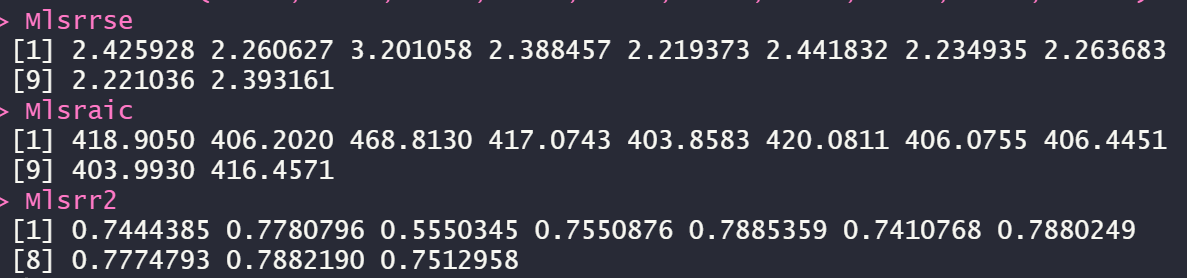 > Mlsrrse
[1] 2.425928 2.260627 3.201058 2.388457 2.219373 2.441832 2.234935 2.263683
[9] 2.221036 2.393161
> Mlsraic
[1] 418.9050 406.2020 468.8130 417.0743 403.8583 420.0811 406.0755 406.4451
[9] 403.9930 416.4571
> Mlsrr2
[1] 0.7444385 0.7780796 0.5550345 0.7550876 0.7885359 0.7410768 0.7880249
[8] 0.7774793 0.7882190 0.7512958